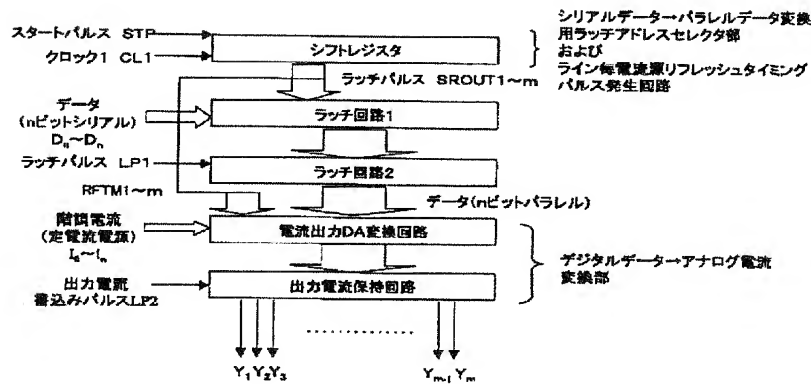 スタートパルス STP
クロック1 CL1
シフトレジスタ
シリアルデータ→パラレルデータ変換
用ラッチアドレスセレクタ部
および
ライン毎電流源リフレッシュタイミング
パルス発生回路
ラッチパルス SROUT1~m
データ
(nビットシリアル)
D₀~Dₙ
ラッチ回路1
ラッチパルス LP1
ラッチ回路2
RFTM1~m
データ(nビットパラレル)
階調電流
(定電流電源)
I₀~Iₙ
電流出力DA変換回路
デジタルデータ→アナログ電流
変換部
出力電流
書込みパルスLP2
出力電流保持回路
Y₁ Y₂Y₃
Yₘ₋₁ Yₘ